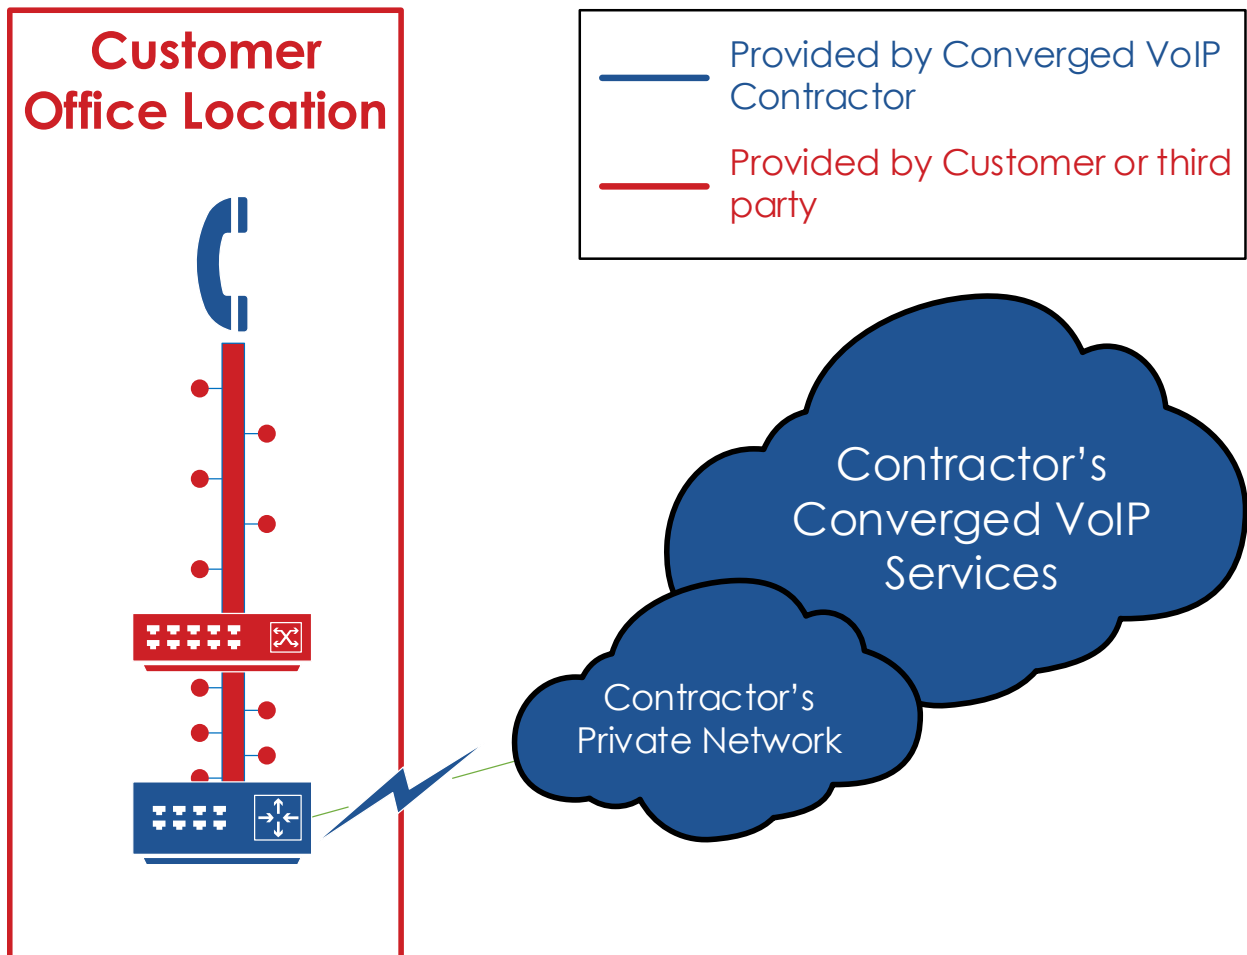 Customer
Office Location
Provided by Converged VoIP
Contractor
Provided by Customer or third
party
Contractor’s
Converged VoIP
Services
Contractor’s
Private Network